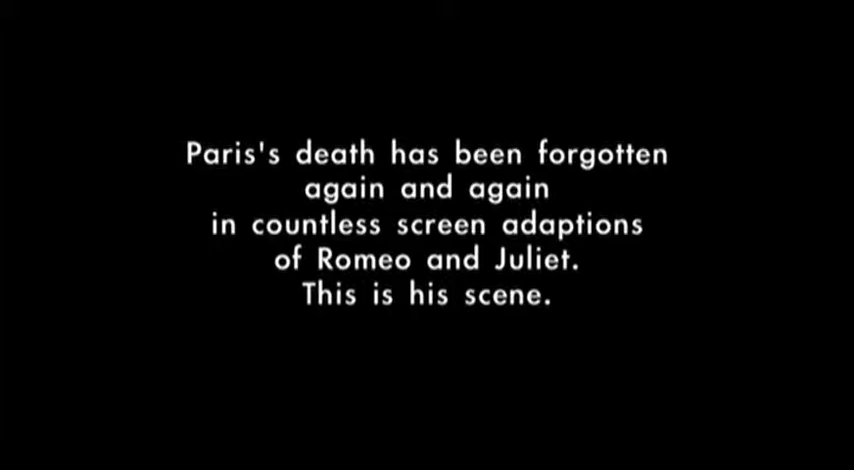 Paris's death has been forgotten
again and again
in countless screen adaptions
of Romeo and Juliet.
This is his scene.